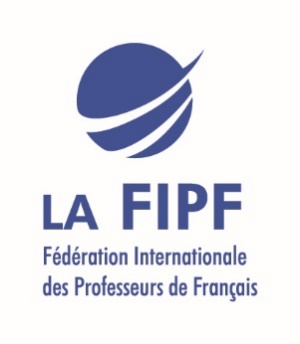 LA FIPF
Fédération Internationale
des Professeurs de Français